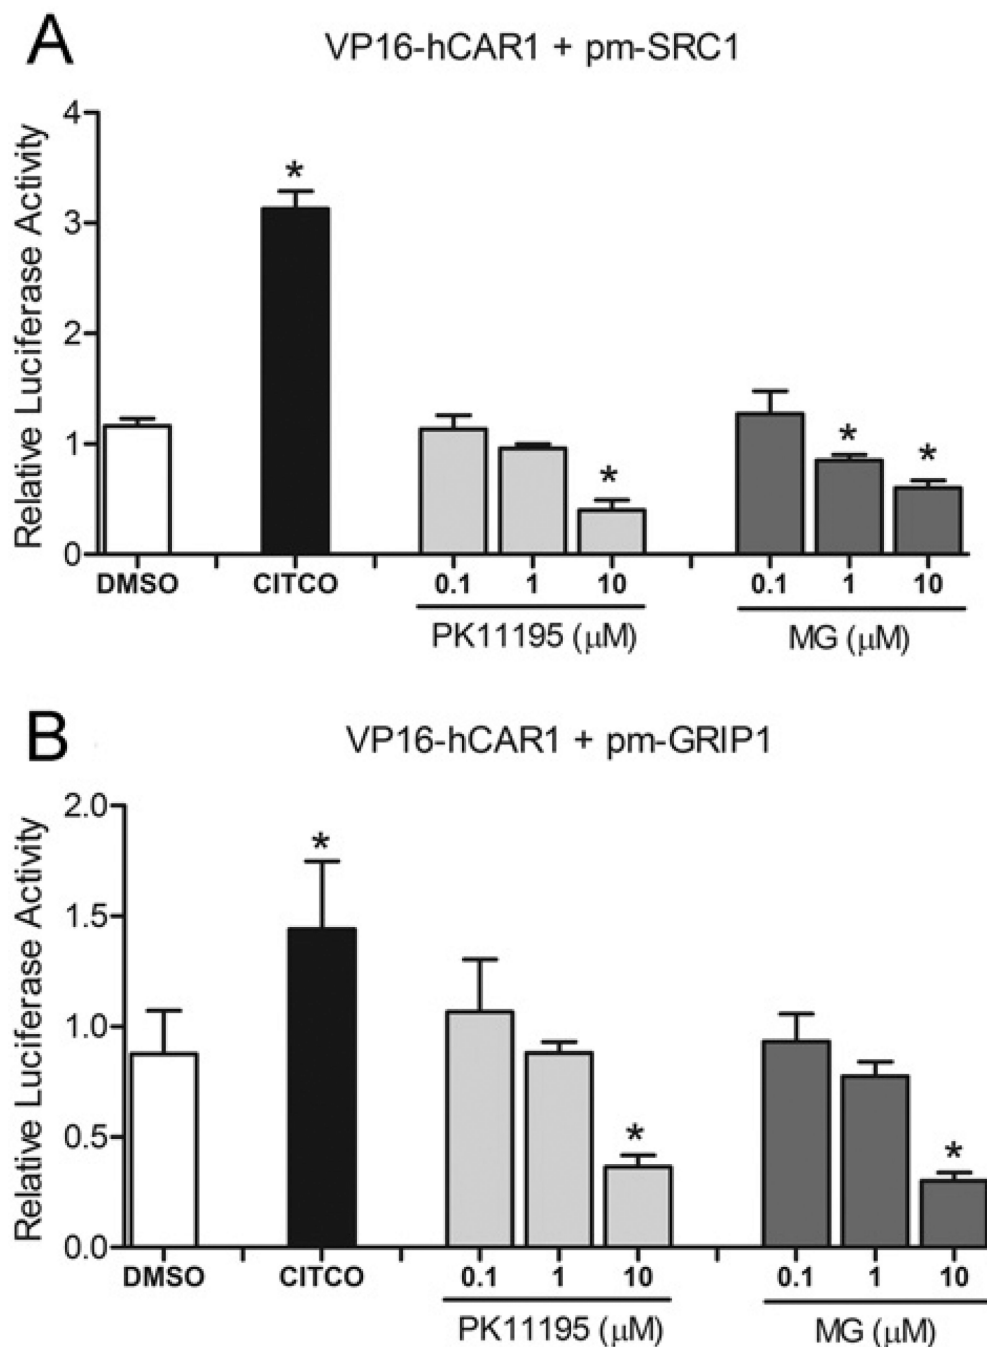 A
VP16-hCAR1 + pm-SRC1
Relative Luciferase Activity
4
3
2
1
0
*
*
*
*
DMSO CITCO 0.1 1 10 0.1 1 10
PK11195 (μM) MG (μM)
B
VP16-hCAR1 + pm-GRIP1
Relative Luciferase Activity
2.0
1.5
1.0
0.5
0.0
*
*
*
DMSO CITCO 0.1 1 10 0.1 1 10
PK11195 (μM) MG (μM)